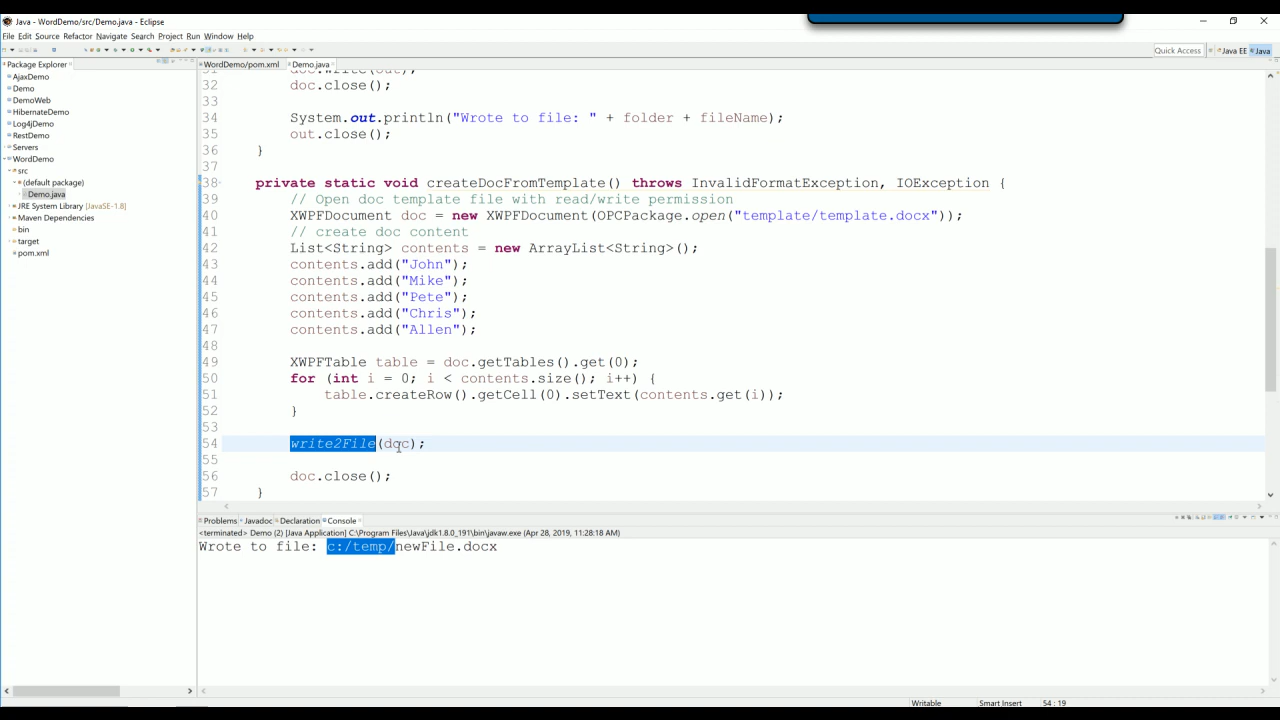 Java - WordDemo/src/Demo.java - Eclipse
File Edit Source Refactor Navigate Search Project Run Window Help
Quick Access
Java EE
Java
Package Explorer
AjaxDemo
Demo
DemoWeb
HibernateDemo
Log4jDemo
RestDemo
Servers
WordDemo
src
(default package)
Demo.java
JRE System Library [JavaSE-1.8]
Maven Dependencies
bin
target
pom.xml
WordDemo/pom.xml
Demo.java
31 doc.write(out);
32 doc.close();
33
34 System.out.println("Wrote to file: " + folder + fileName);
35 out.close();
36 }
37
38 private static void createDocFromTemplate() throws InvalidFormatException, IOException {
39 // Open doc template file with read/write permission
40 XWPFDocument doc = new XWPFDocument(OPCPackage.open("template/template.docx"));
41 // create doc content
42 List<String> contents = new ArrayList<String>();
43 contents.add("John");
44 contents.add("Mike");
45 contents.add("Pete");
46 contents.add("Chris");
47 contents.add("Allen");
48
49 XWPFTable table = doc.getTables().get(0);
50 for (int i = 0; i < contents.size(); i++) {
51 table.createRow().getCell(0).setText(contents.get(i));
52 }
53
54 write2File(doc);
55
56 doc.close();
57 }
Problems Javadoc Declaration Console
<terminated> Demo (2) [Java Application] C:\Program Files\Java\jdk1.8.0_191\bin\javaw.exe (Apr 28, 2019, 11:28:18 AM)
Wrote to file: c:/temp/newFile.docx
Writable
Smart Insert
54 : 19